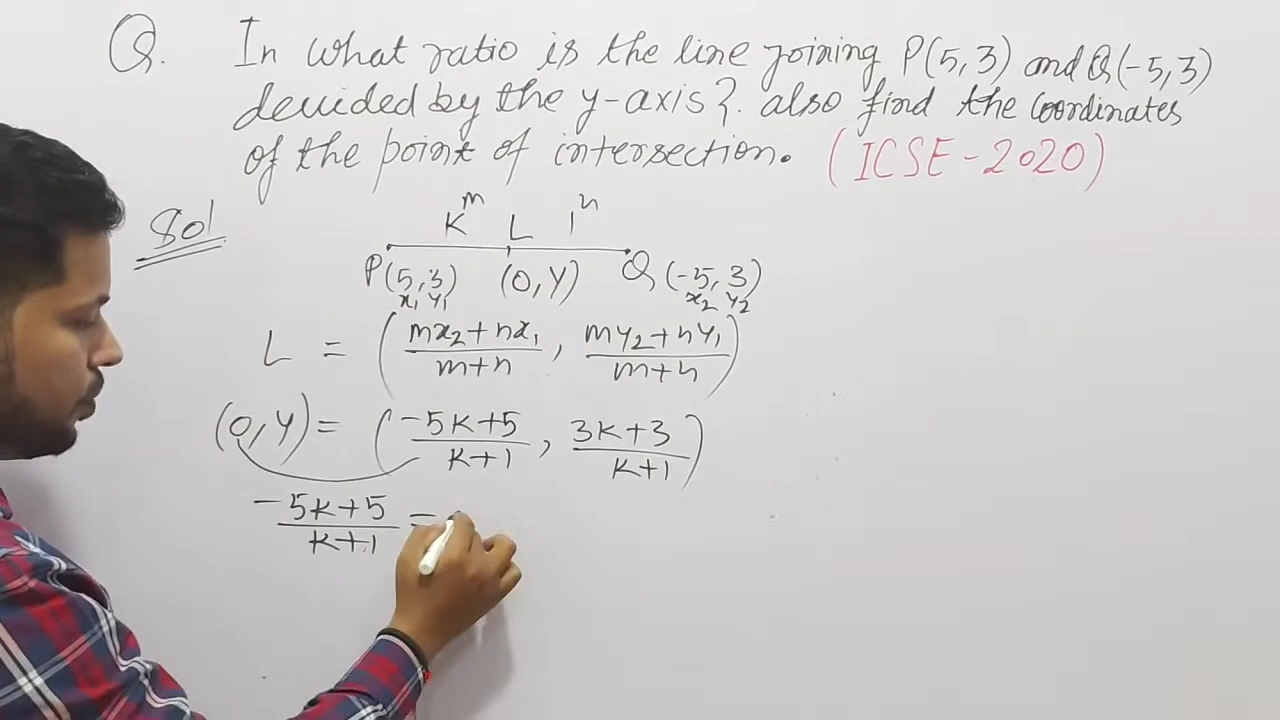 Q. In what ratio is the line joining P(5,3) and Q(-5,3)
decided by the y-axis?. also find the coordinates
of the point of intersection. (ICSE-2020)
Sol
K m L 1 n
P(5,3) (0,Y) Q(-5,3)
x₁ y₁ x₂ y₂
L = ( mx₂+nx₁ / m+n , my₂+ny₁ / m+n )
(0,Y) = ( -5K+5 / K+1 , 3K+3 / K+1 )
-5K+5 / K+1 =